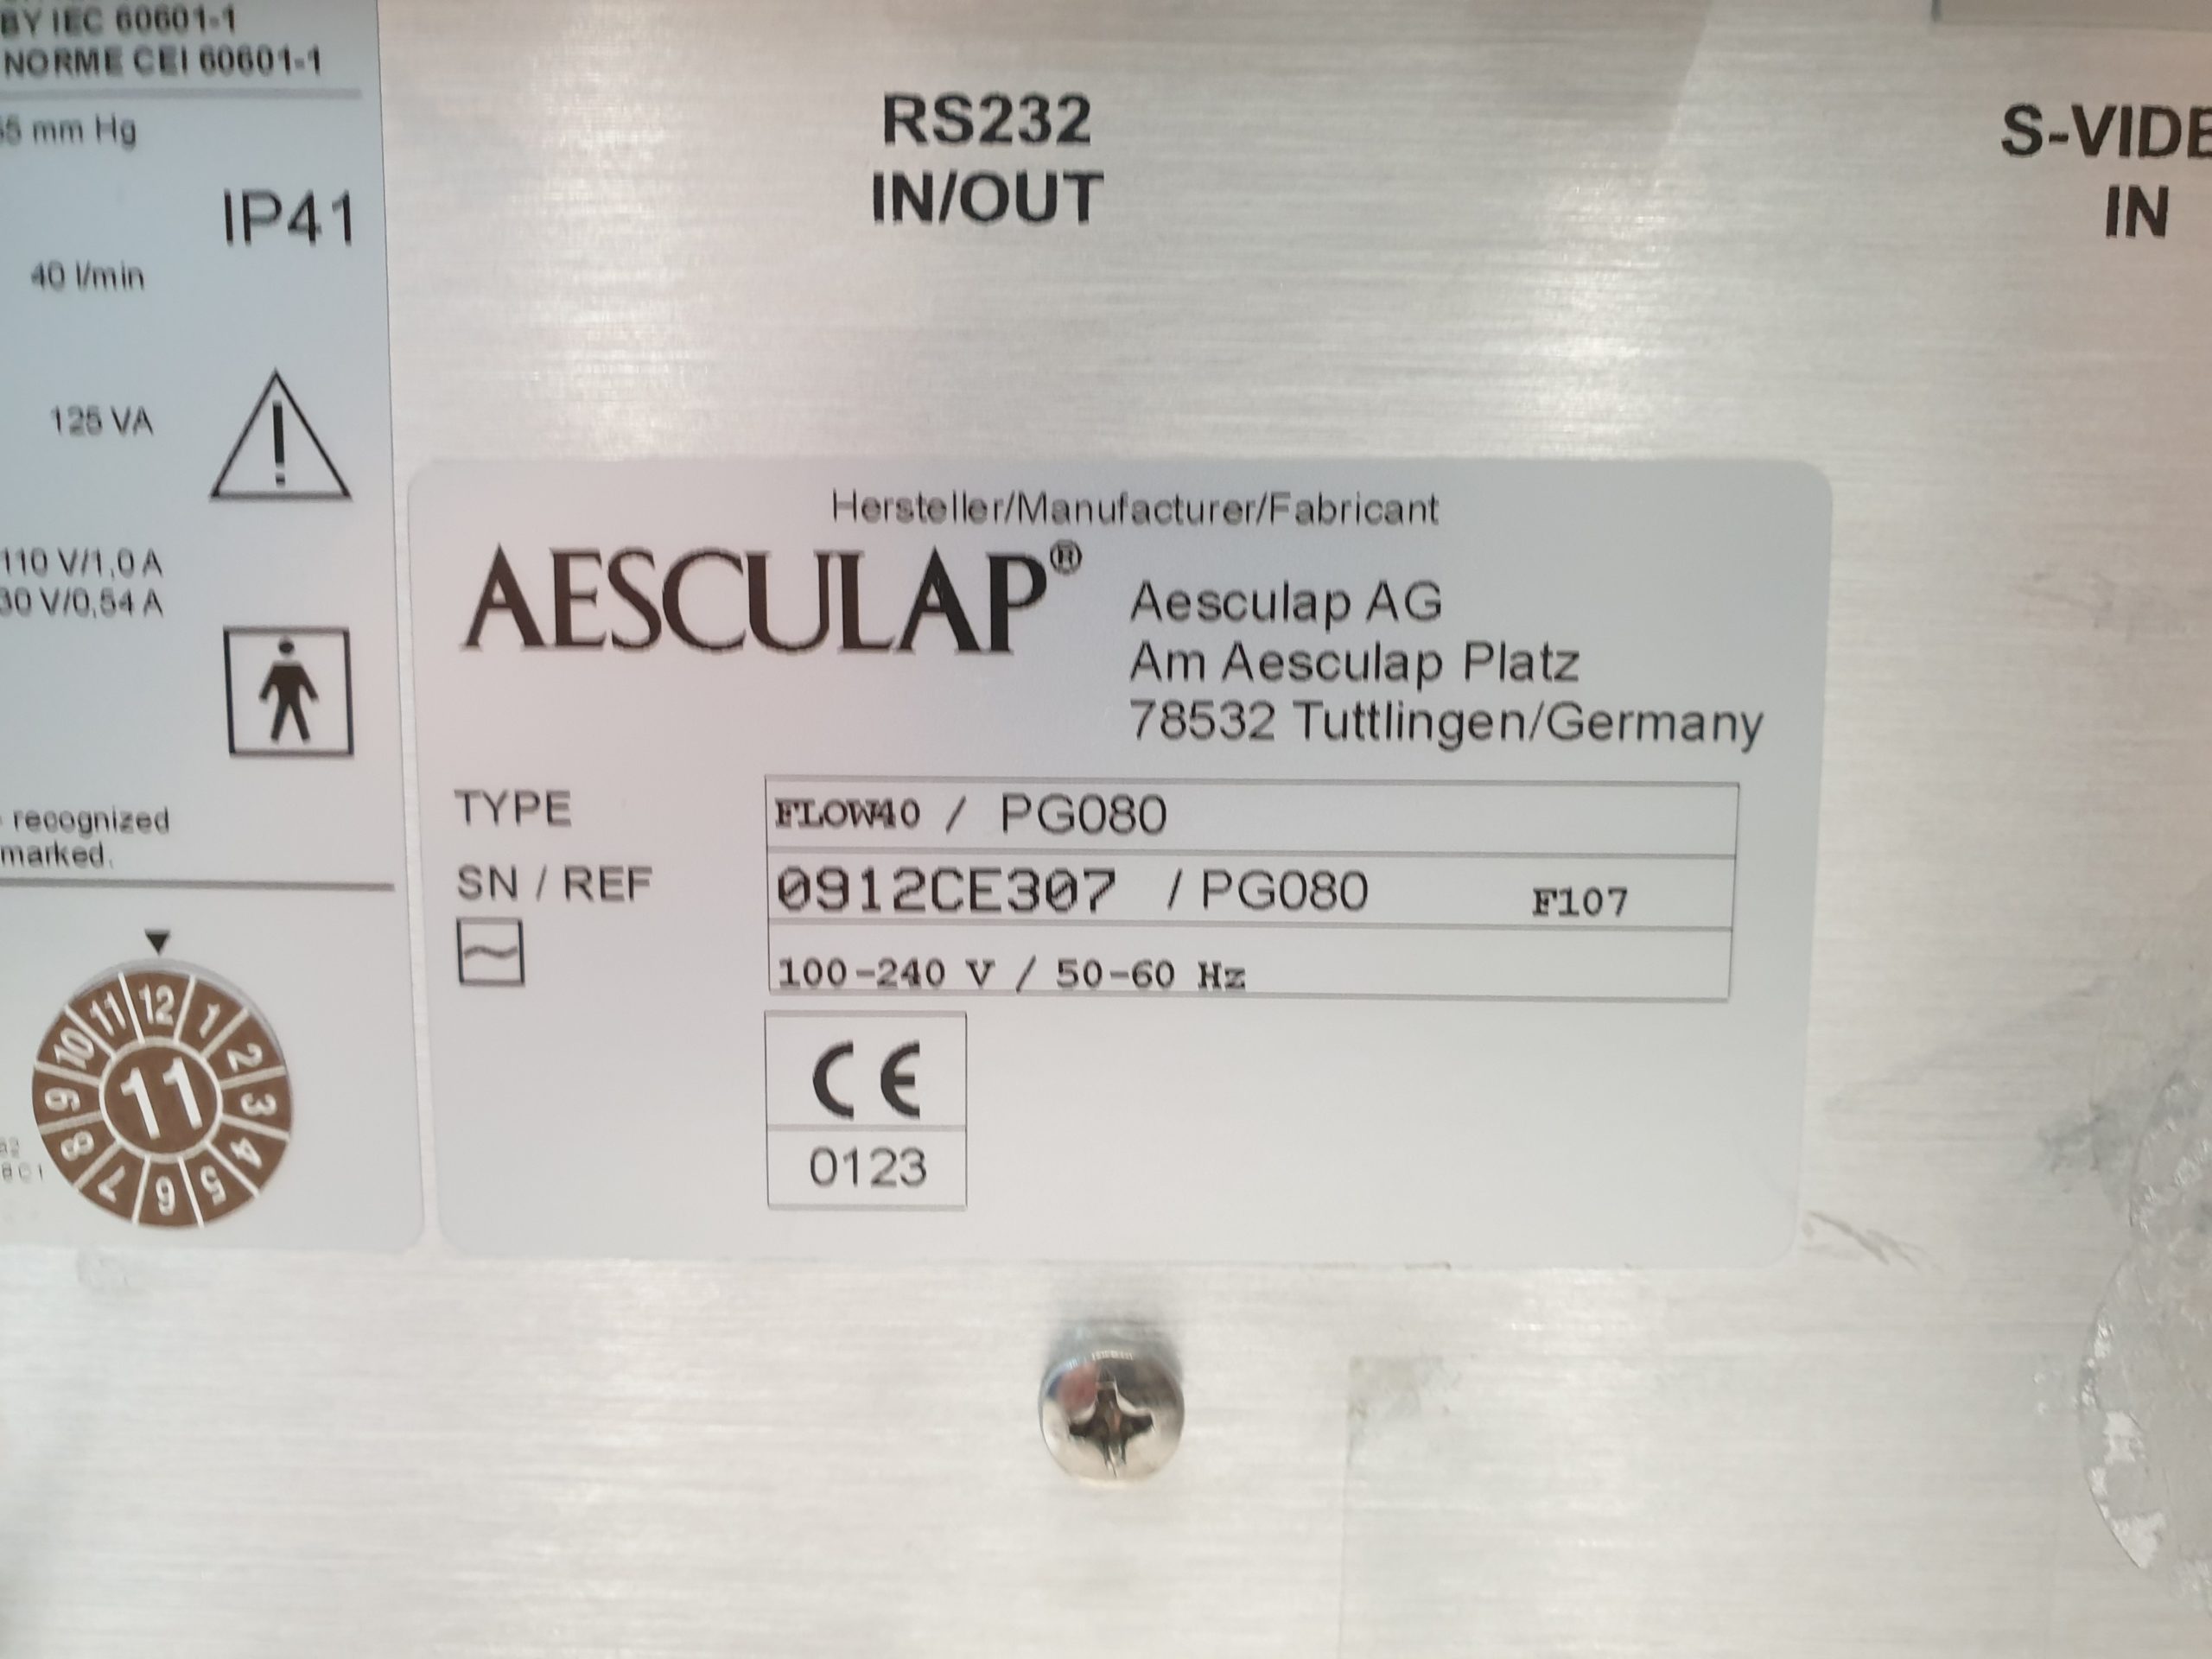 BY IEC 60601-1
NORME CEI 60601-1
mm Hg
IP41
40 l/min
125 VA
110 V/1,0 A
V/0,54 A
recognized
marked.
12
1
2
3
4
5
6
7
8
9
10
11
11
RS232
IN/OUT
S-VIDE
IN
Hersteller/Manufacturer/Fabricant
AESCULAP®
Aesculap AG
Am Aesculap Platz
78532 Tuttlingen/Germany
TYPE FLOW40 / PG080
SN / REF 0912CE307 / PG080 F107
~ 100-240 V / 50-60 Hz
CE
0123